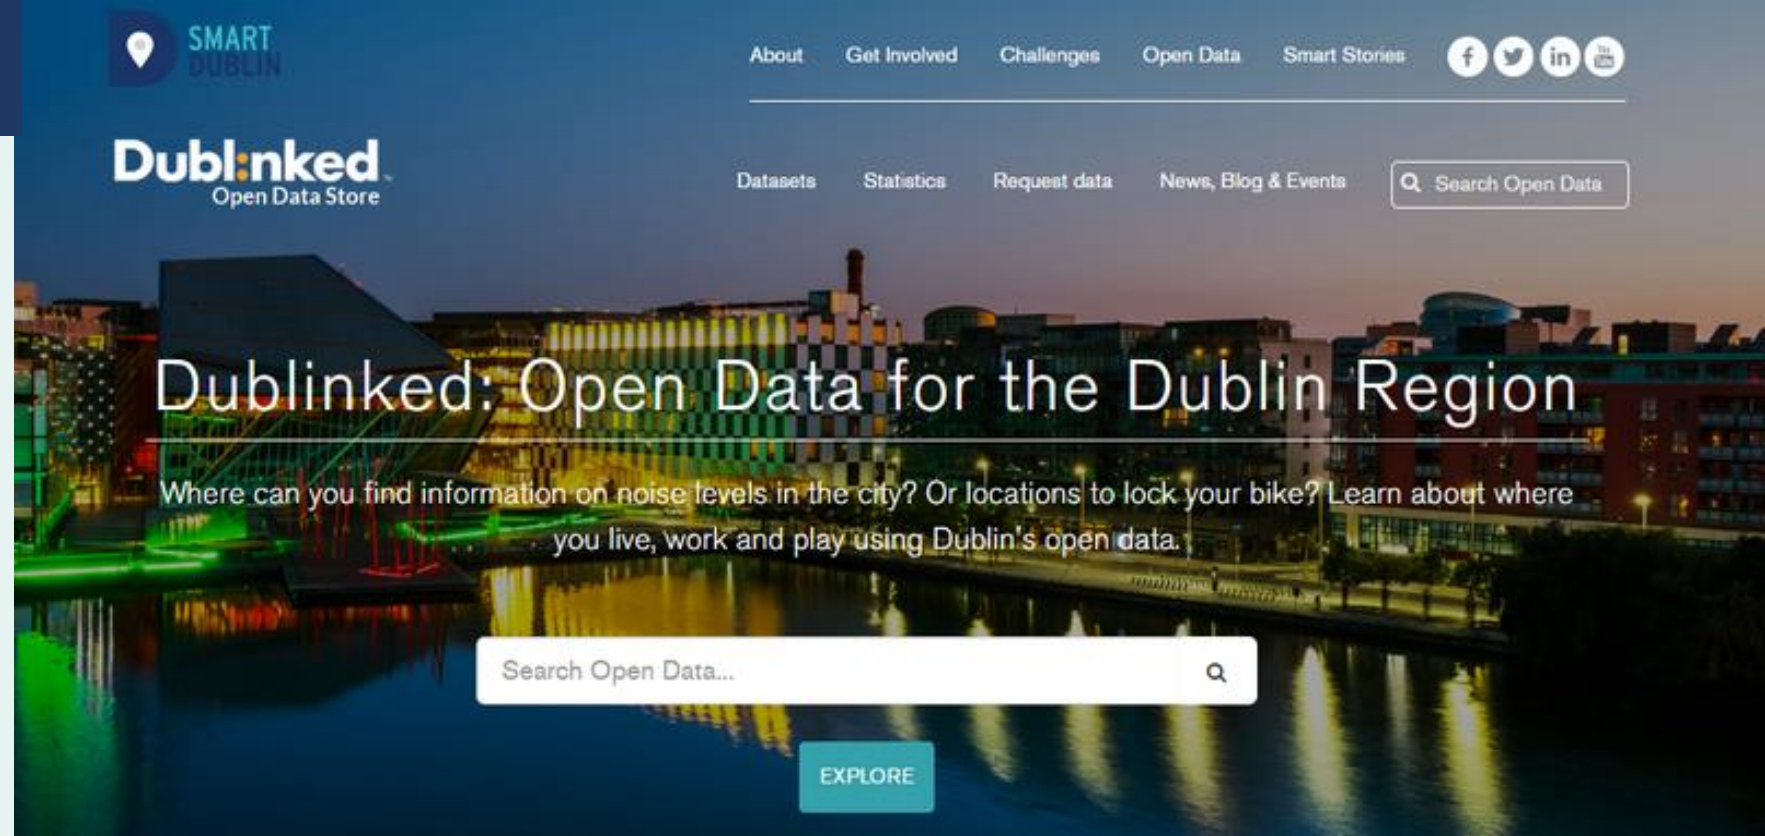 SMART
DUBLIN
About Get Involved Challenges Open Data Smart Stories
Dubl:nked
Open Data Store
Datasets Statistics Request data News, Blog & Events Search Open Data
Dublinked: Open Data for the Dublin Region
Where can you find information on noise levels in the city? Or locations to lock your bike? Learn about where
you live, work and play using Dublin's open data.
Search Open Data...
EXPLORE